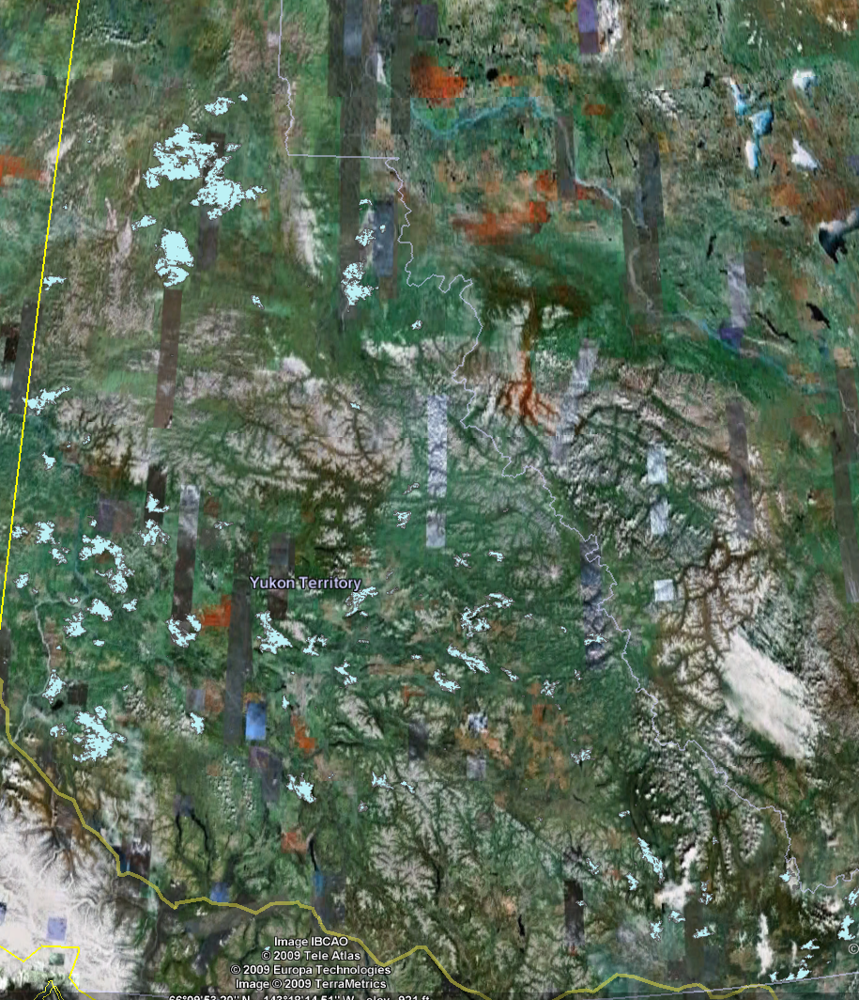 Yukon Territory
Image IBCAO
© 2009 Tele Atlas
© 2009 Europa Technologies
Image © 2009 TerraMetrics
©